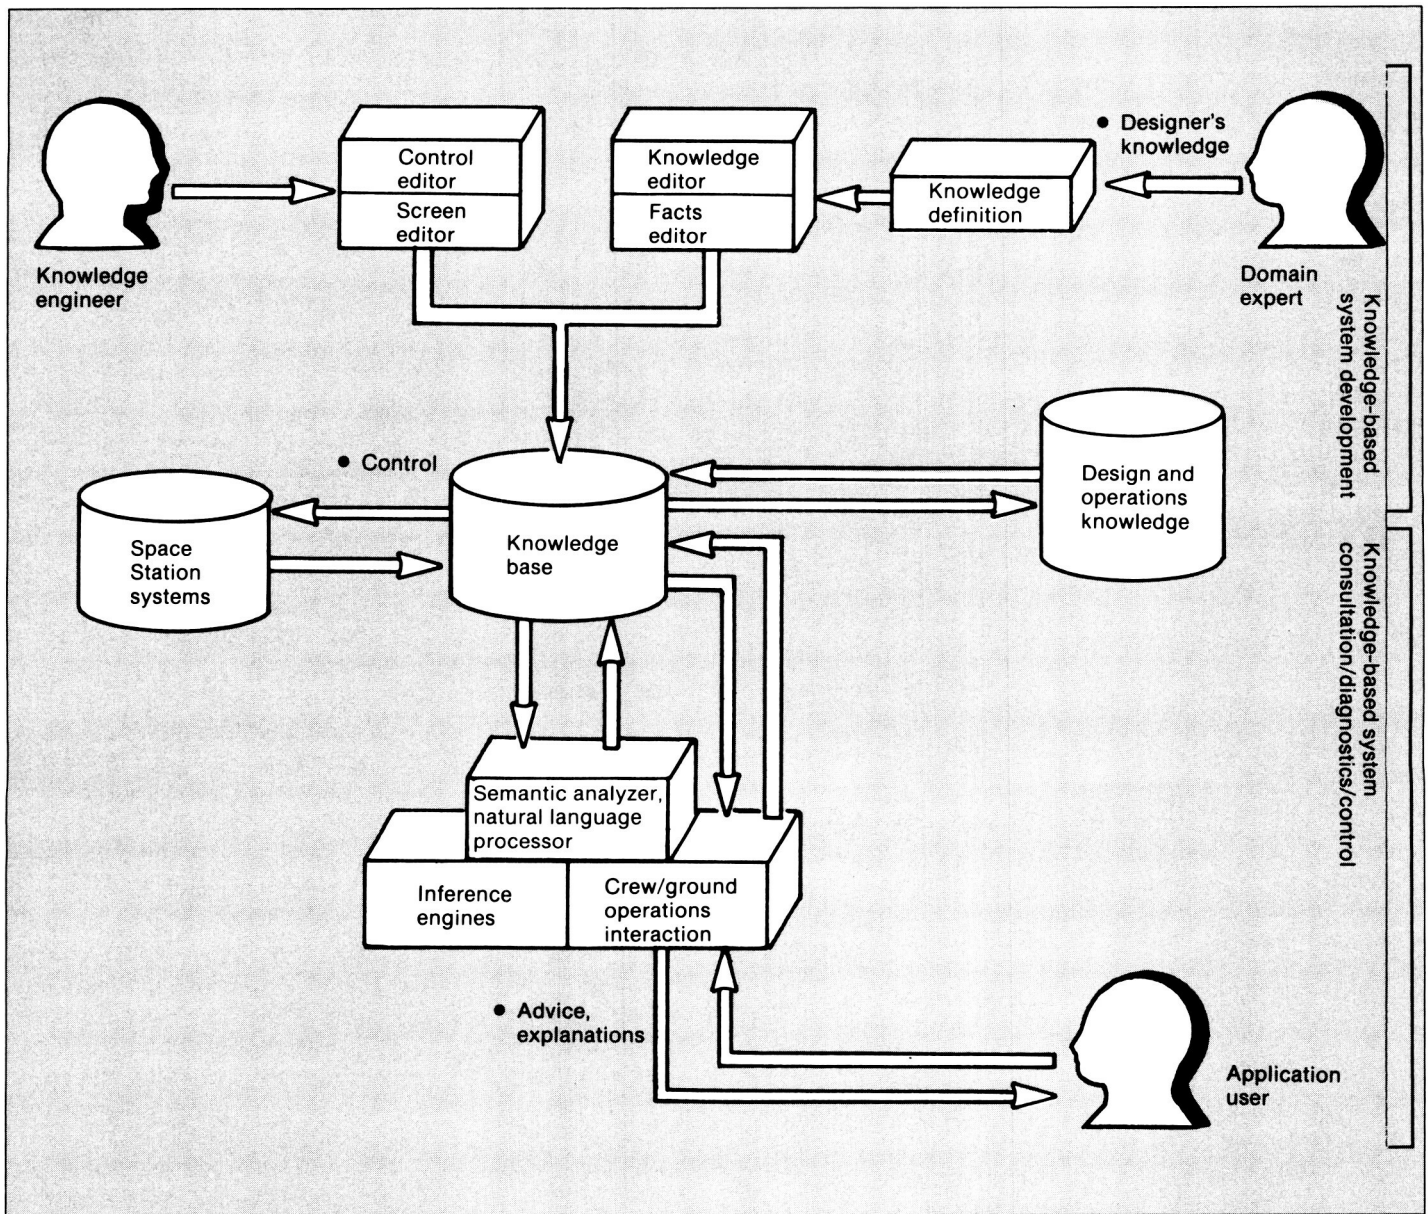 Control
editor
Screen
editor
Knowledge
editor
Facts
editor
Knowledge
definition
● Designer's
knowledge
Knowledge
engineer
Domain
expert
Knowledge-based
system development
● Control
Space
Station
systems
Knowledge
base
Design and
operations
knowledge
Knowledge-based system
consultation/diagnostics/control
Semantic analyzer,
natural language
processor
Inference
engines
Crew/ground
operations
interaction
● Advice,
explanations
Application
user